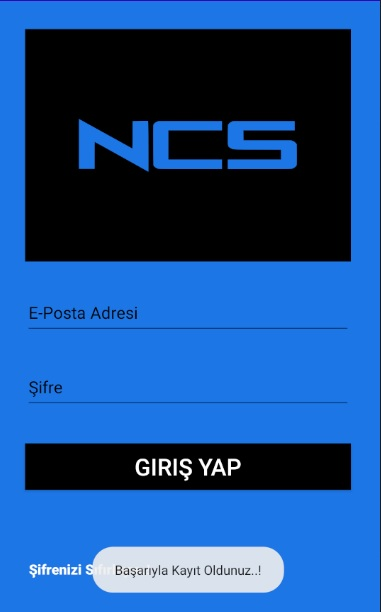 NCS
E-Posta Adresi
Şifre
GIRIŞ YAP
Şifrenizi
Başarıyla Kayıt Oldunuz..!